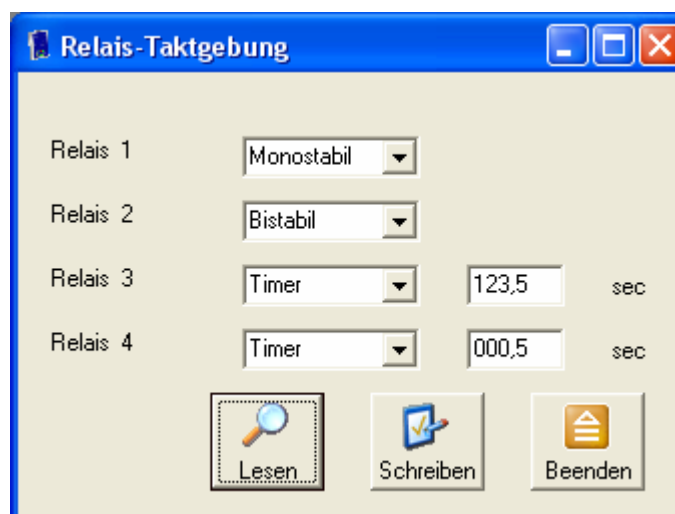 Relais-Taktgebung
Relais 1 Monostabil
Relais 2 Bistabil
Relais 3 Timer 123,5 sec
Relais 4 Timer 000,5 sec
Lesen Schreiben Beenden